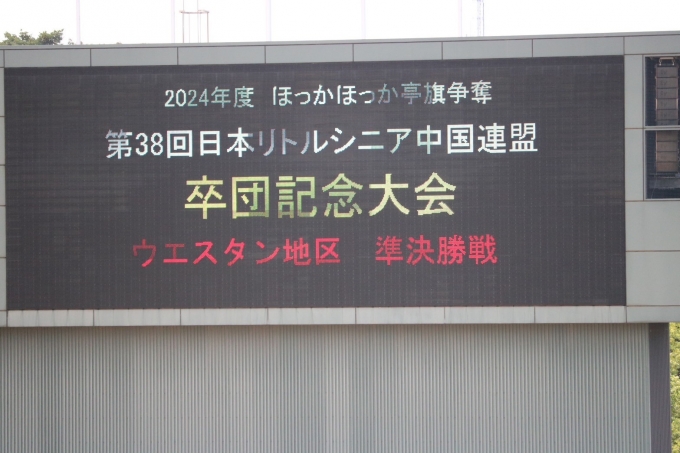 2024年度 ほっかほっか亭旗争奪
第38回日本リトルシニア中国連盟
卒団記念大会
ウエスタン地区 準決勝戦